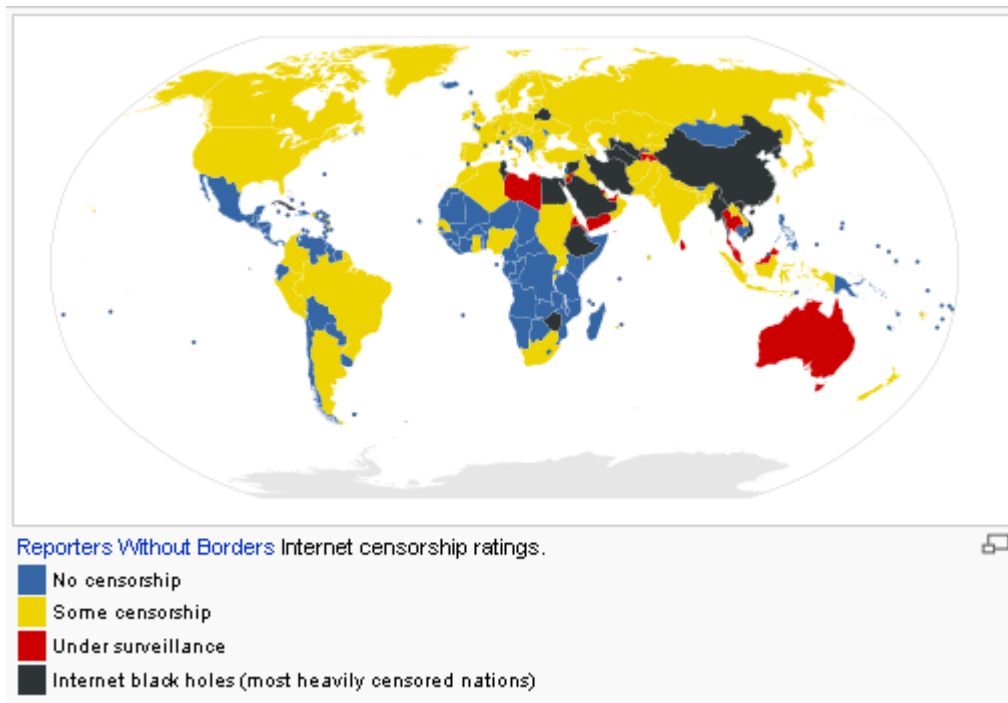 Reporters Without Borders Internet censorship ratings.
No censorship
Some censorship
Under surveillance
Internet black holes (most heavily censored nations)